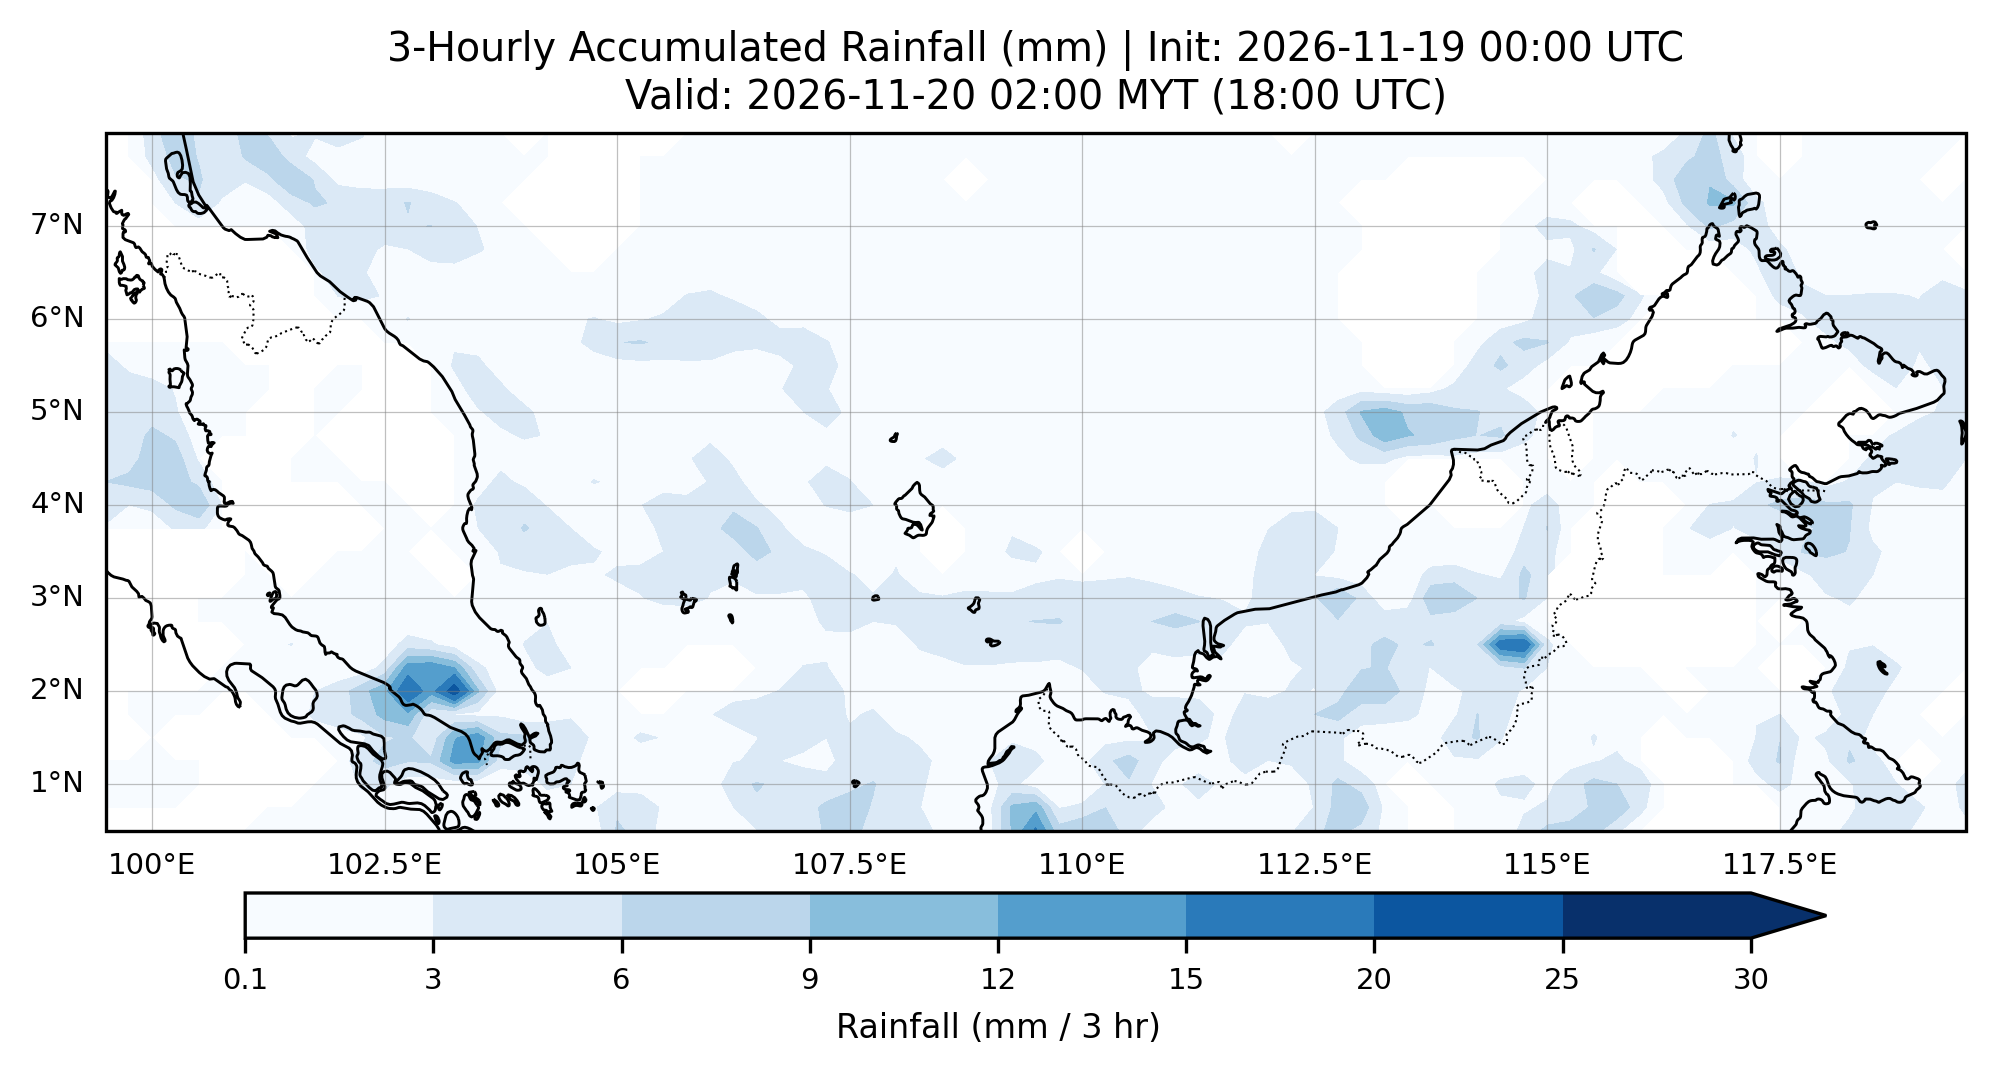 3-Hourly Accumulated Rainfall (mm) | Init: 2026-11-19 00:00 UTC
Valid: 2026-11-20 02:00 MYT (18:00 UTC)
7°N
6°N
5°N
4°N
3°N
2°N
1°N
100°E 102.5°E 105°E 107.5°E 110°E 112.5°E 115°E 117.5°E
0.1 3 6 9 12 15 20 25 30
Rainfall (mm / 3 hr)